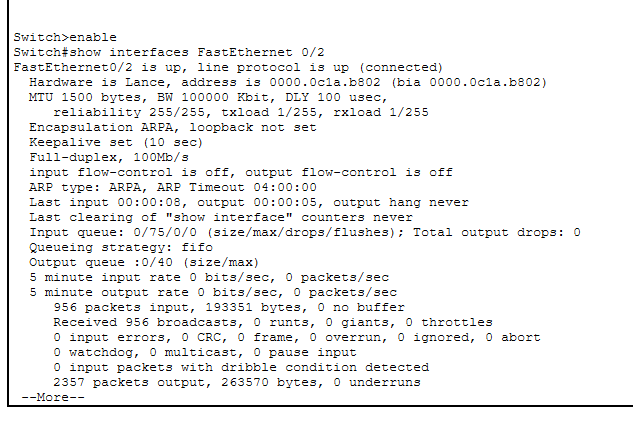 Switch>enable
Switch#show interfaces FastEthernet 0/2
FastEthernet0/2 is up, line protocol is up (connected)
Hardware is Lance, address is 0000.0c1a.b802 (bia 0000.0c1a.b802)
MTU 1500 bytes, BW 100000 Kbit, DLY 100 usec,
reliability 255/255, txload 1/255, rxload 1/255
Encapsulation ARPA, loopback not set
Keepalive set (10 sec)
Full-duplex, 100Mb/s
input flow-control is off, output flow-control is off
ARP type: ARPA, ARP Timeout 04:00:00
Last input 00:00:08, output 00:00:05, output hang never
Last clearing of "show interface" counters never
Input queue: 0/75/0/0 (size/max/drops/flushes); Total output drops: 0
Queueing strategy: fifo
Output queue :0/40 (size/max)
5 minute input rate 0 bits/sec, 0 packets/sec
5 minute output rate 0 bits/sec, 0 packets/sec
956 packets input, 193351 bytes, 0 no buffer
Received 956 broadcasts, 0 runts, 0 giants, 0 throttles
0 input errors, 0 CRC, 0 frame, 0 overrun, 0 ignored, 0 abort
0 watchdog, 0 multicast, 0 pause input
0 input packets with dribble condition detected
2357 packets output, 263570 bytes, 0 underruns
--More--